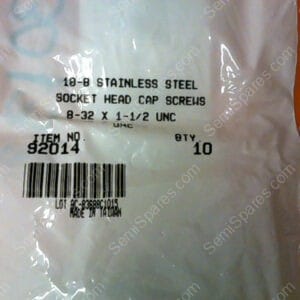 18-8 STAINLESS STEEL
SOCKET HEAD CAP SCREWS
8-32 X 1-1/2 UNC
UNC
ITEM NO.
QTY
92014
10
MADE IN TAIWAN
SemiSpares.com
SemiSpares.com
SemiSpares.com